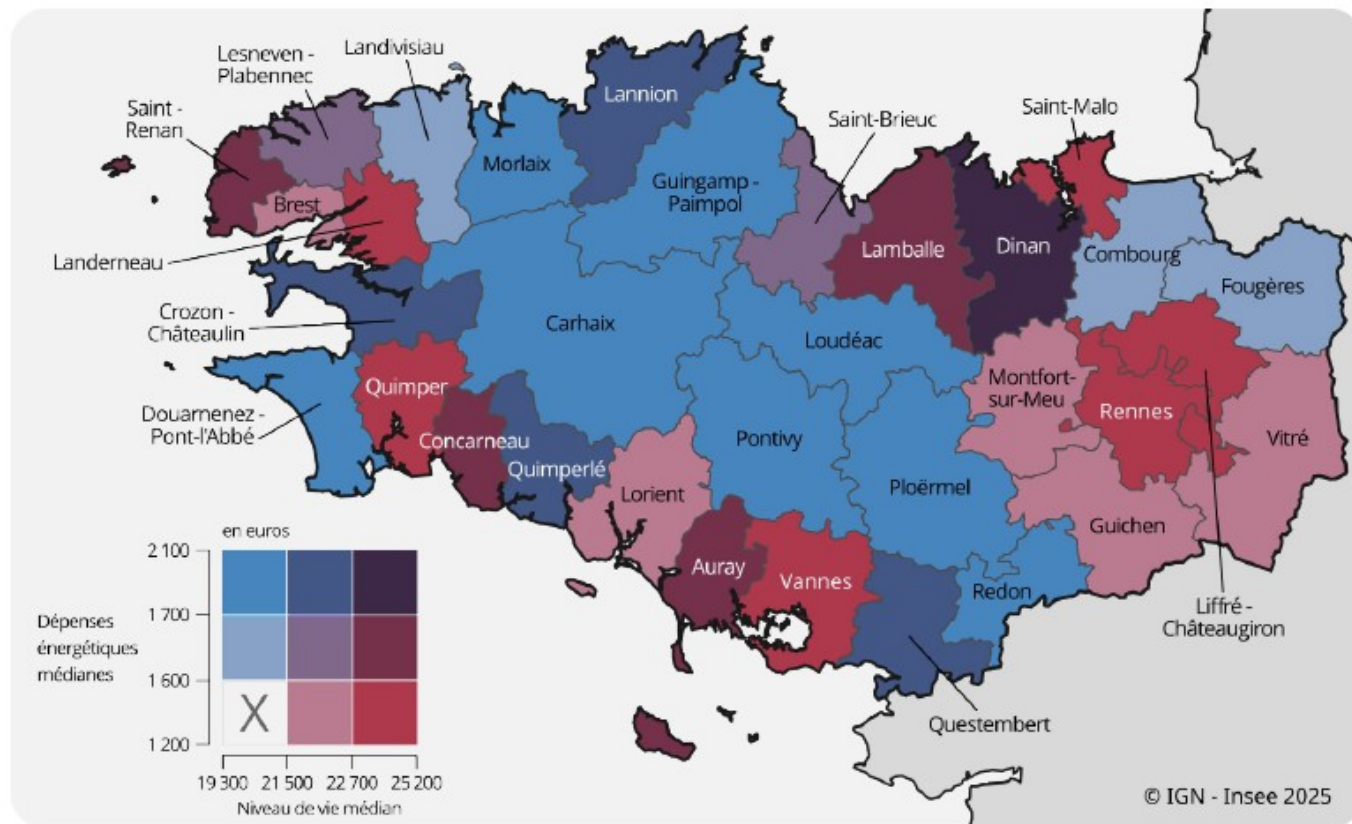 Lesneven -
Plabennec
Landivisiau
Saint -
Renan
Lannion
Saint-Brieuc
Saint-Malo
Morlaix
Guingamp -
Paimpol
Brest
Landerneau
Lamballe
Dinan
Combourg
Fougères
Crozon -
Châteaulin
Carhaix
Loudéac
Montfort-
sur-Meu
Quimper
Rennes
Douarnenez -
Pont-l'Abbé
Concarneau
Pontivy
Vitré
Quimperlé
Lorient
Ploërmel
Guichen
Auray
Vannes
Redon
Liffré -
Châteaugiron
Questembert
en euros
2 100
1 700
Dépenses
énergétiques
médianes
1 600
X
1 200
19 300 21 500 22 700 25 200
Niveau de vie médian
© IGN - Insee 2025